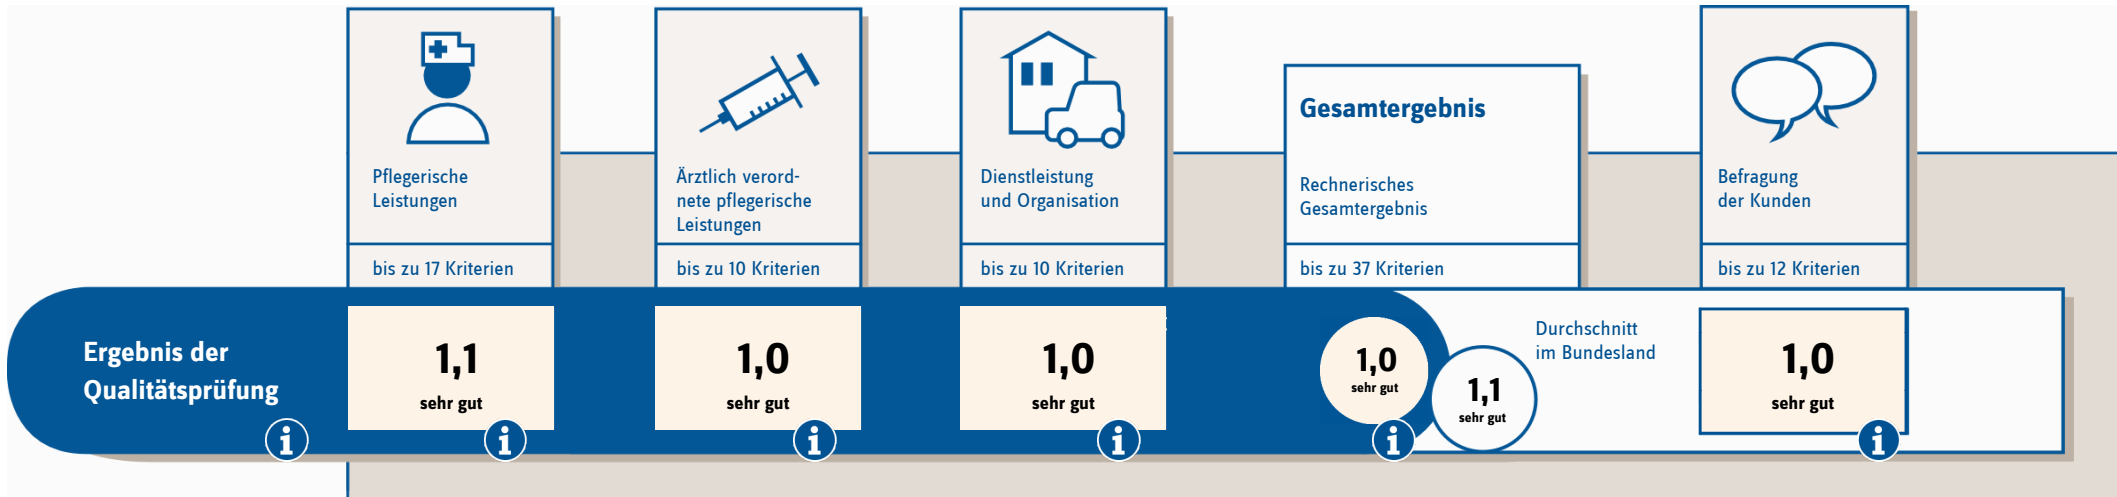 Pflegerische
Leistungen
bis zu 17 Kriterien
Ärztlich verord-
nete pflegerische
Leistungen
bis zu 10 Kriterien
Dienstleistung
und Organisation
bis zu 10 Kriterien
Gesamtergebnis
Rechnerisches
Gesamtergebnis
bis zu 37 Kriterien
Befragung
der Kunden
bis zu 12 Kriterien
Ergebnis der
Qualitätsprüfung
i
1,1
sehr gut
i
1,0
sehr gut
i
1,0
sehr gut
i
1,0
sehr gut
i
1,1
sehr gut
Durchschnitt
im Bundesland
1,0
sehr gut
i